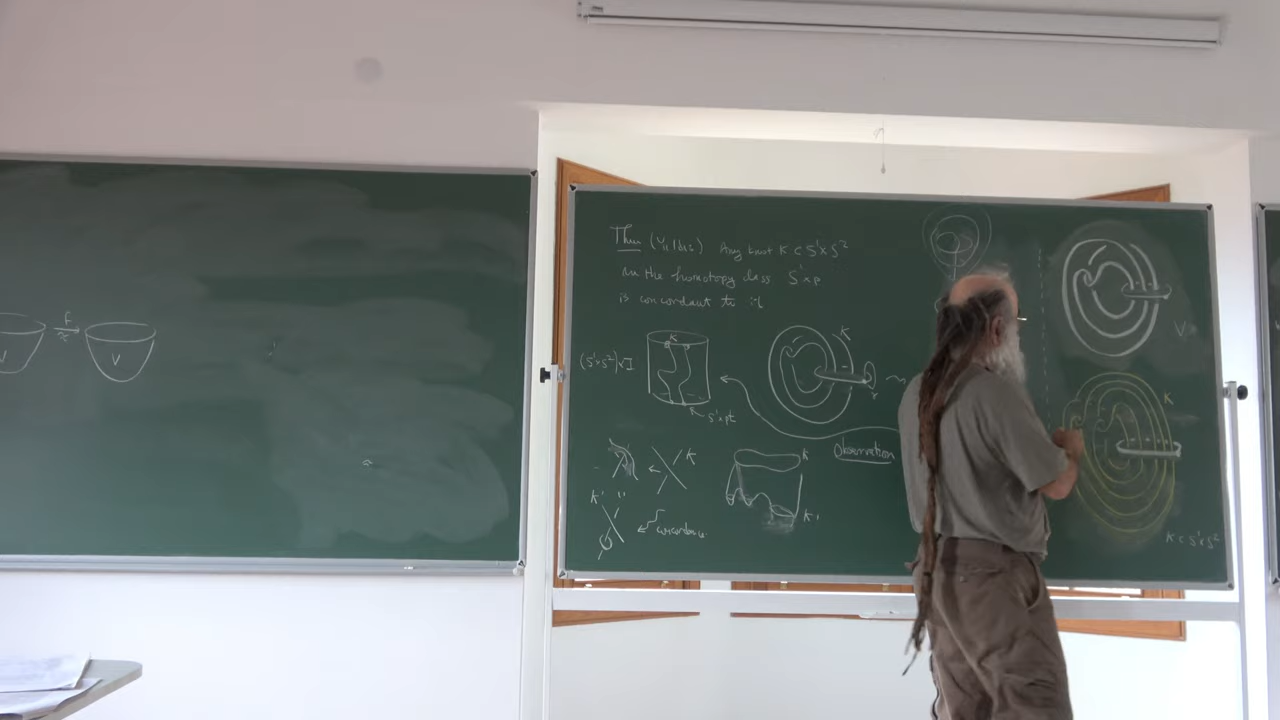 f
≈
V
V
Thm (Yildiz) Any knot K ⊂ S¹×S²
in the homotopy class S¹×p
is concordant to it
(S¹×S²)×I
K
S¹×pt
K
Observation
K
K
K'
K'
concordance
V
K
K ⊂ S¹×S²